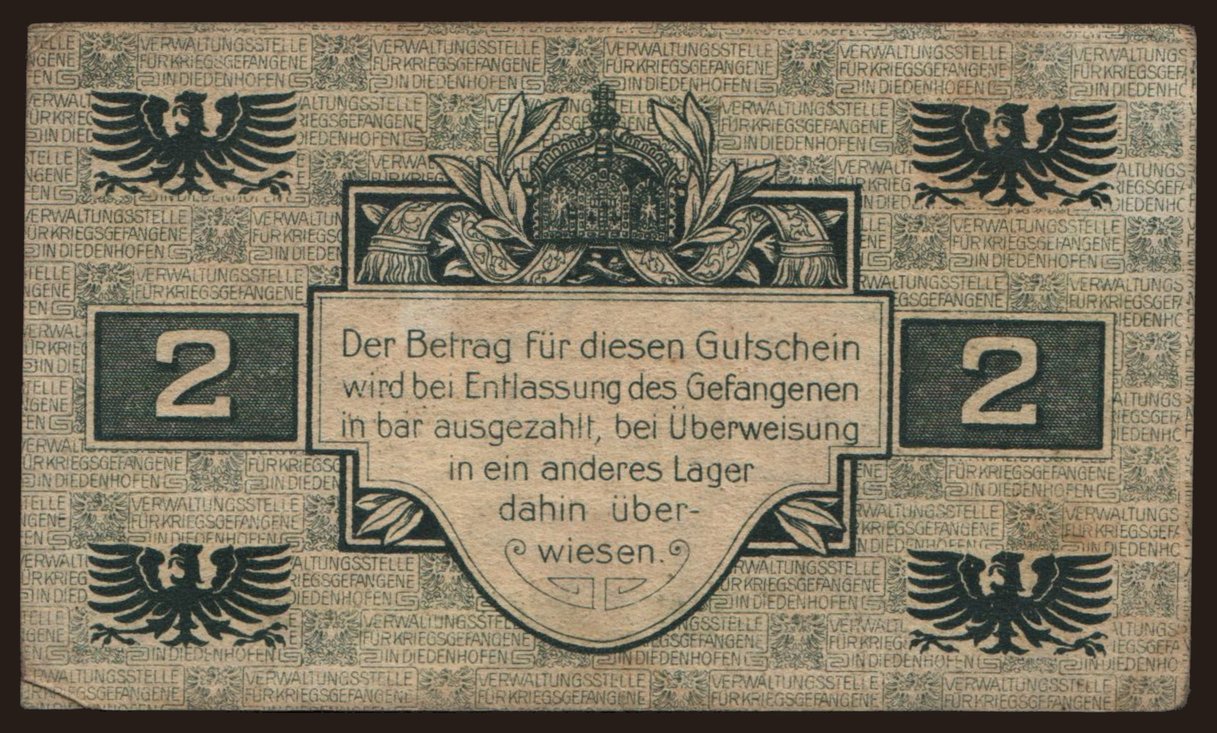 VERWALTUNGSSTELLE
FÜR KRIEGSGEFANGENE
IN DIEDENHOFEN
2
Der Betrag für diesen Gutschein
wird bei Entlassung des Gefangenen
in bar ausgezahlt, bei Überweisung
in ein anderes Lager
dahin über-
wiesen.
2